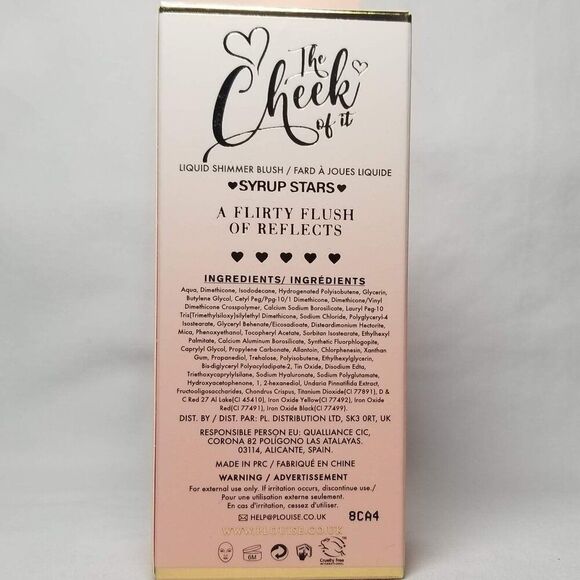 The
Cheek
of it
LIQUID SHIMMER BLUSH / FARD À JOUES LIQUIDE
♥SYRUP STARS♥
A FLIRTY FLUSH
OF REFLECTS
INGREDIENTS/ INGRÉDIENTS
Aqua, Dimethicone, Isododecane, Hydrogenated Polyisobutene, Glycerin,
Butylene Glycol, Cetyl Peg/Ppg-10/1 Dimethicone, Dimethicone/Vinyl
Dimethicone Crosspolymer, Calcium Sodium Borosilicate, Lauryl Peg-10
Tris(Trimethylsiloxy)silylethyl Dimethicone, Sodium Chloride, Polyglyceryl-4
Isostearate, Glyceryl Behenate/Eicosadioate, Disteardimonium Hectorite,
Mica, Phenoxyethanol, Tocopheryl Acetate, Sorbitan Isostearate, Ethylhexyl
Palmitate, Calcium Aluminum Borosilicate, Synthetic Fluorphlogopite,
Caprylyl Glycol, Propylene Carbonate, Allantoin, Chlorphenesin, Xanthan
Gum, Propanediol, Trehalose, Polyisobutene, Ethylhexylglycerin,
Bis-diglyceryl Polyacyladipate-2, Tin Oxide, Disodium Edta,
Triethoxycaprylylsilane, Sodium Hyaluronate, Sodium Polyglutamate,
Hydroxyacetophenone, 1, 2-hexanediol, Undaria Pinnatifida Extract,
Fructooligosaccharides, Chondrus Crispus, Titanium Dioxide(CI 77891), D &
C Red 27 Al Lake(CI 45410), Iron Oxide Yellow(CI 77492), Iron Oxide
Red(CI 77491), Iron Oxide Black(CI 77499).
DIST. BY / DIST. PAR: PL. DISTRIBUTION LTD, SK3 0RT, UK
RESPONSIBLE PERSON EU: QUALLIANCE CIC,
CORONA 82 POLÍGONO LAS ATALAYAS.
03114, ALICANTE, SPAIN.
MADE IN PRC / FABRIQUÉ EN CHINE
WARNING / ADVERTISSEMENT
For external use only. If irritation occurs, discontinue use./
Pour une utilisation externe seulement.
En cas d'irritation, cessez d'utiliser.
HELP@PLOUISE.CO.UK
8CA4
WWW.PLOUISE.CO.UK
6M
Cruelty Free
INTERNATIONAL